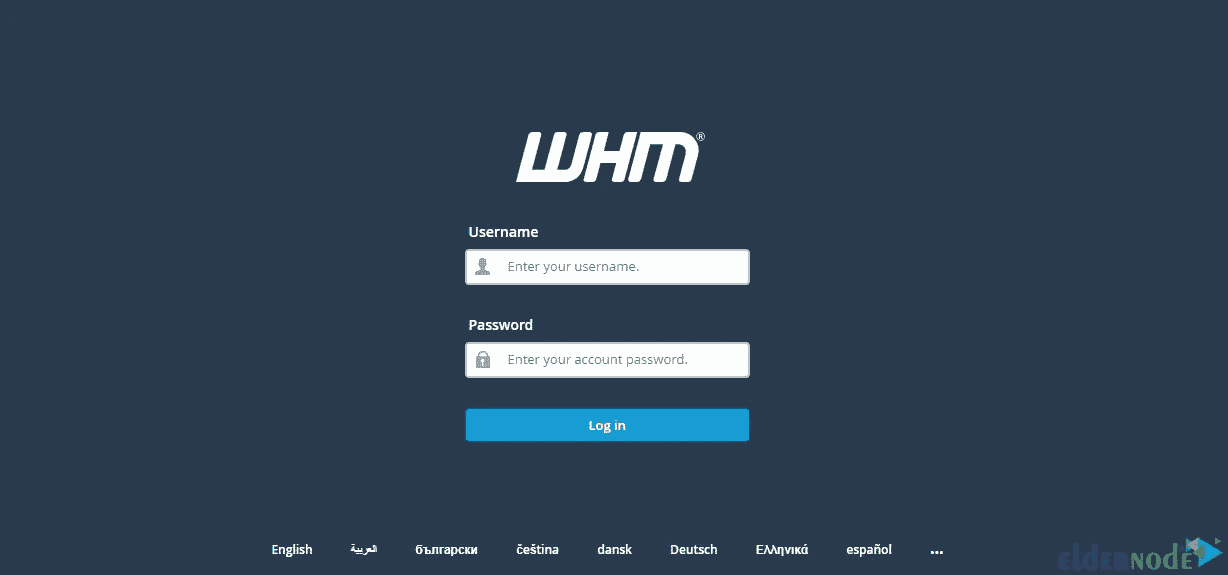 WHM®
Username
Enter your username.
Password
Enter your account password.
Log in
English العربية български čeština dansk Deutsch Ελληνικά español ...
eldernode